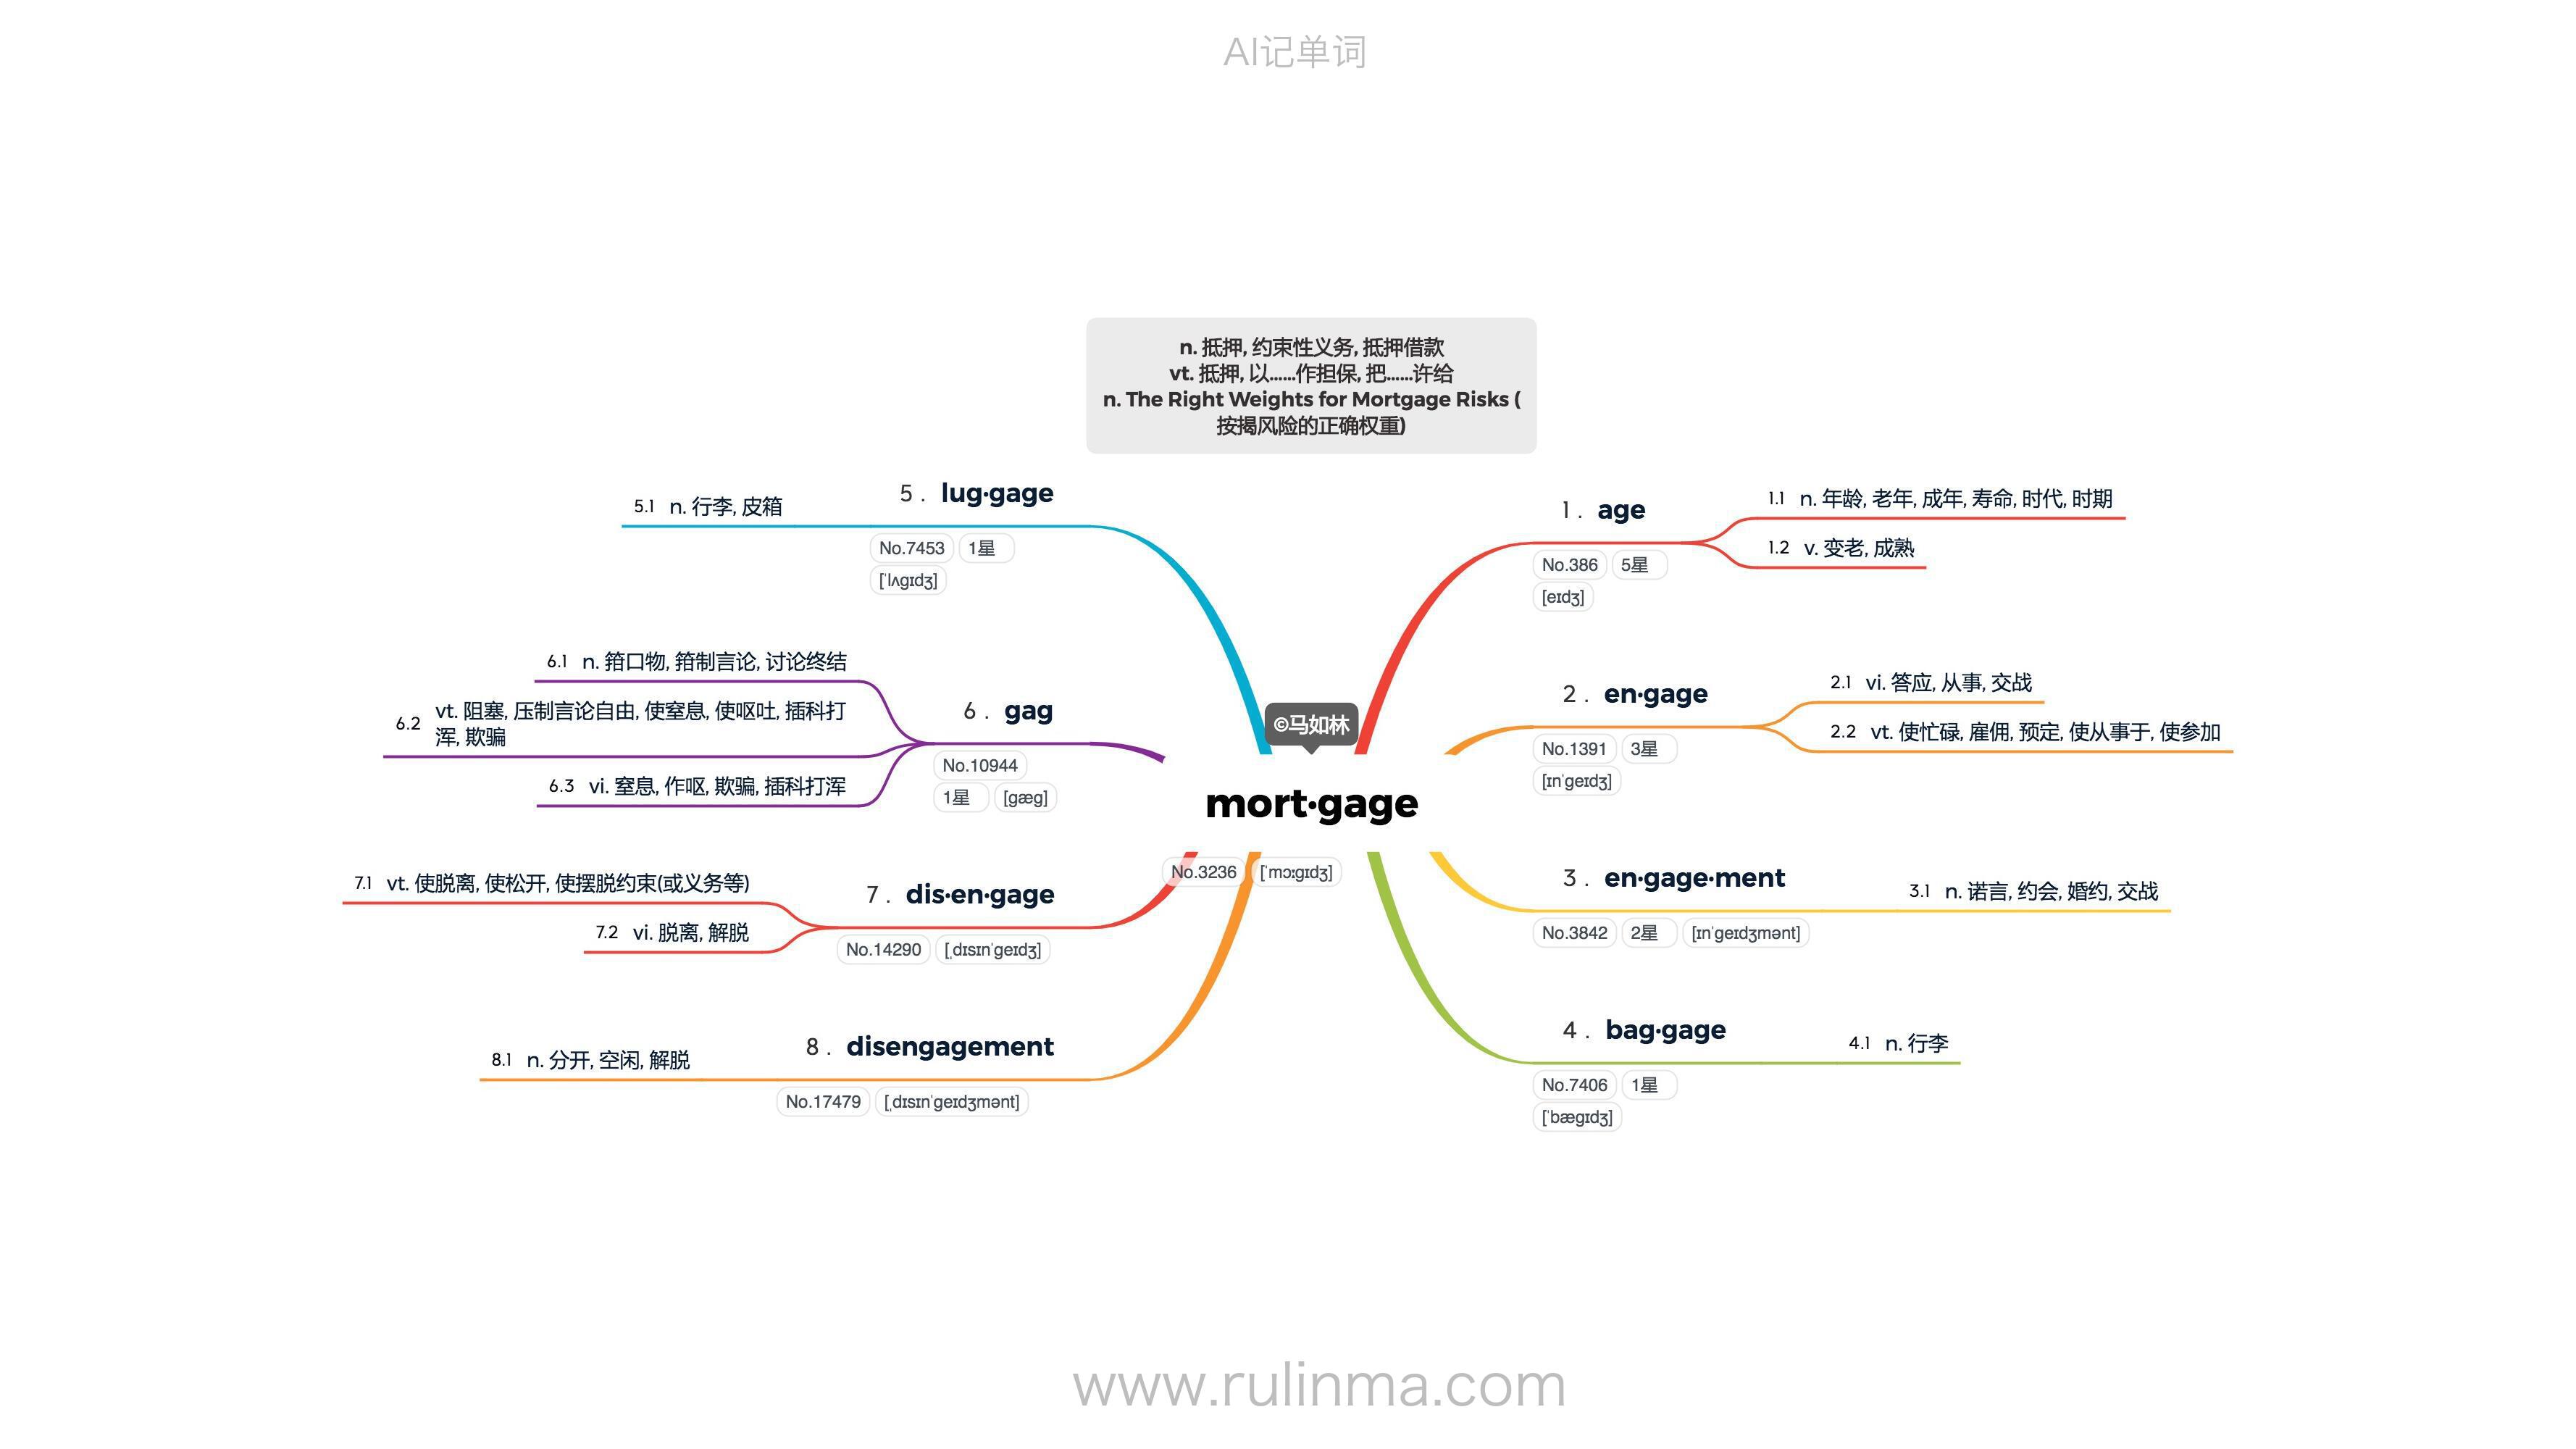 AI记单词
n. 抵押, 约束性义务, 抵押借款
vt. 抵押, 以……作担保, 把……许给
n. The Right Weights for Mortgage Risks (
按揭风险的正确权重)
©马如林
mort·gage
No.3236 [ˈmɔːgɪdʒ]
1 . age
No.386 5星
[eɪdʒ]
1.1 n. 年龄, 老年, 成年, 寿命, 时代, 时期
1.2 v. 变老, 成熟
2 . en·gage
No.1391 3星
[ɪnˈgeɪdʒ]
2.1 vi. 答应, 从事, 交战
2.2 vt. 使忙碌, 雇佣, 预定, 使从事于, 使参加
3 . en·gage·ment
No.3842 2星 [ɪnˈgeɪdʒmənt]
3.1 n. 诺言, 约会, 婚约, 交战
4 . bag·gage
No.7406 1星
[ˈbægɪdʒ]
4.1 n. 行李
5 . lug·gage
No.7453 1星
[ˈlʌgɪdʒ]
5.1 n. 行李, 皮箱
6 . gag
No.10944
1星 [gæg]
6.1 n. 箝口物, 箝制言论, 讨论终结
6.2 vt. 阻塞, 压制言论自由, 使窒息, 使呕吐, 插科打
浑, 欺骗
6.3 vi. 窒息, 作呕, 欺骗, 插科打浑
7 . dis·en·gage
No.14290 [ˌdɪsɪnˈgeɪdʒ]
7.1 vt. 使脱离, 使松开, 使摆脱约束(或义务等)
7.2 vi. 脱离, 解脱
8 . disengagement
No.17479 [ˌdɪsɪnˈgeɪdʒmənt]
8.1 n. 分开, 空闲, 解脱
www.rulinma.com